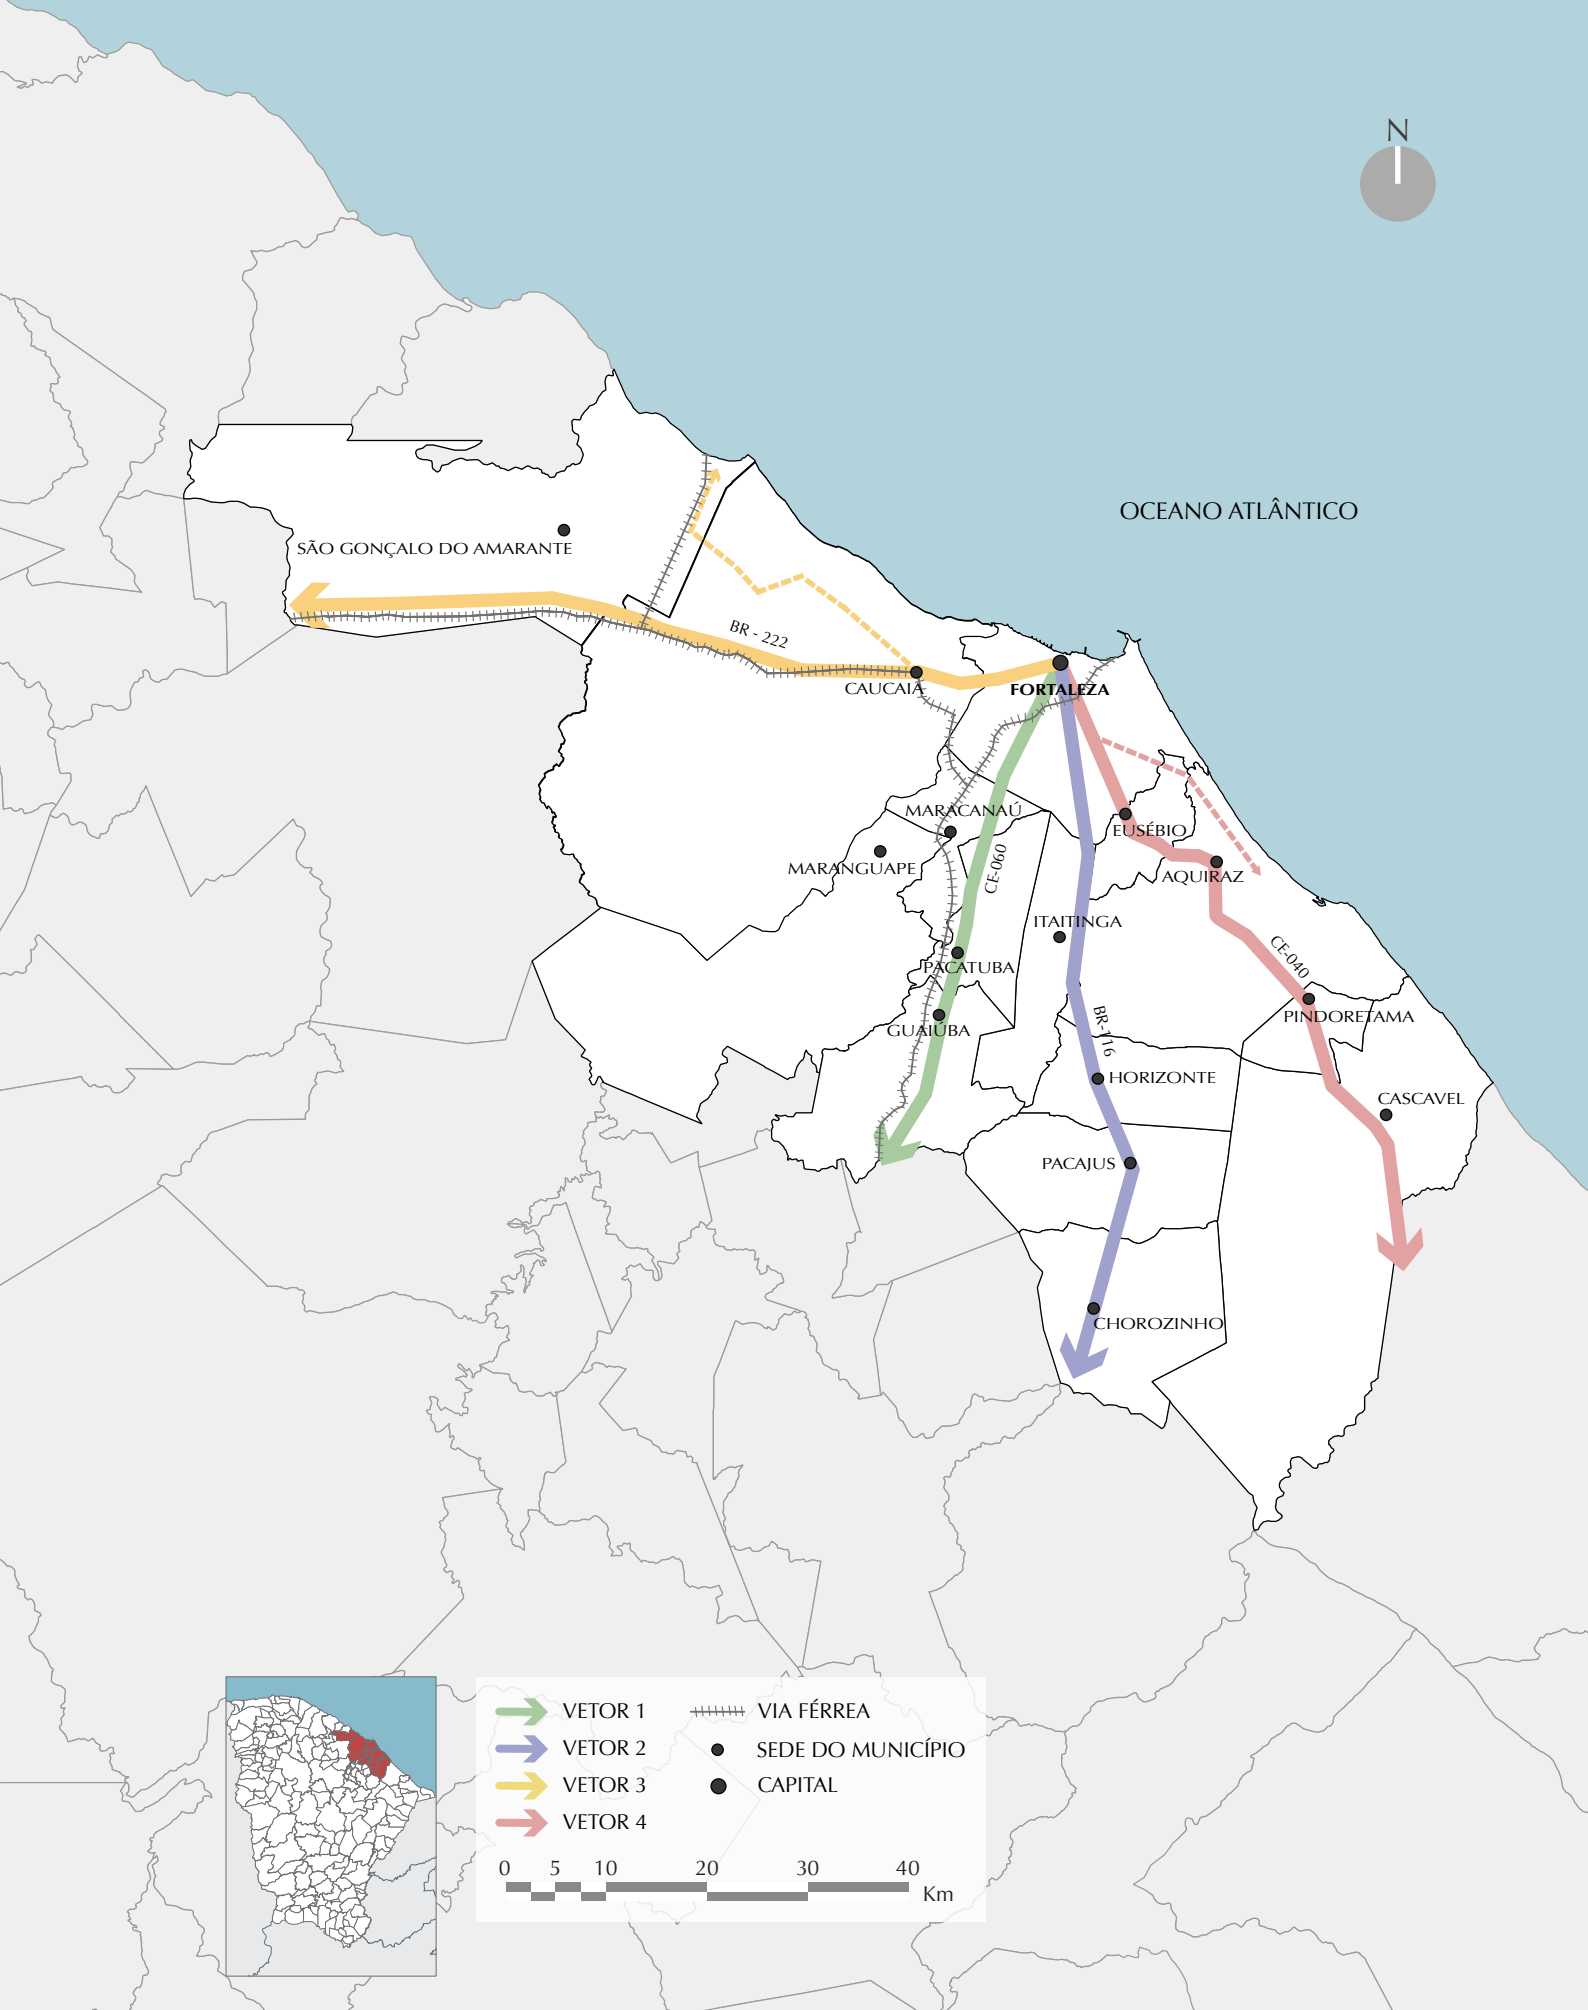 N
OCEANO ATLÂNTICO
SÃO GONÇALO DO AMARANTE
BR - 222
CAUCAIA
FORTALEZA
MARACANAÚ
EUSÉBIO
MARANGUAPE
CE-060
AQUIRAZ
ITAITINGA
CE-040
PACATUBA
PINDORETAMA
GUAIÚBA
BR-116
HORIZONTE
CASCAVEL
PACAJUS
CHOROZINHO
VETOR 1
VIA FÉRREA
VETOR 2
SEDE DO MUNICÍPIO
VETOR 3
CAPITAL
VETOR 4
0 5 10 20 30 40
Km